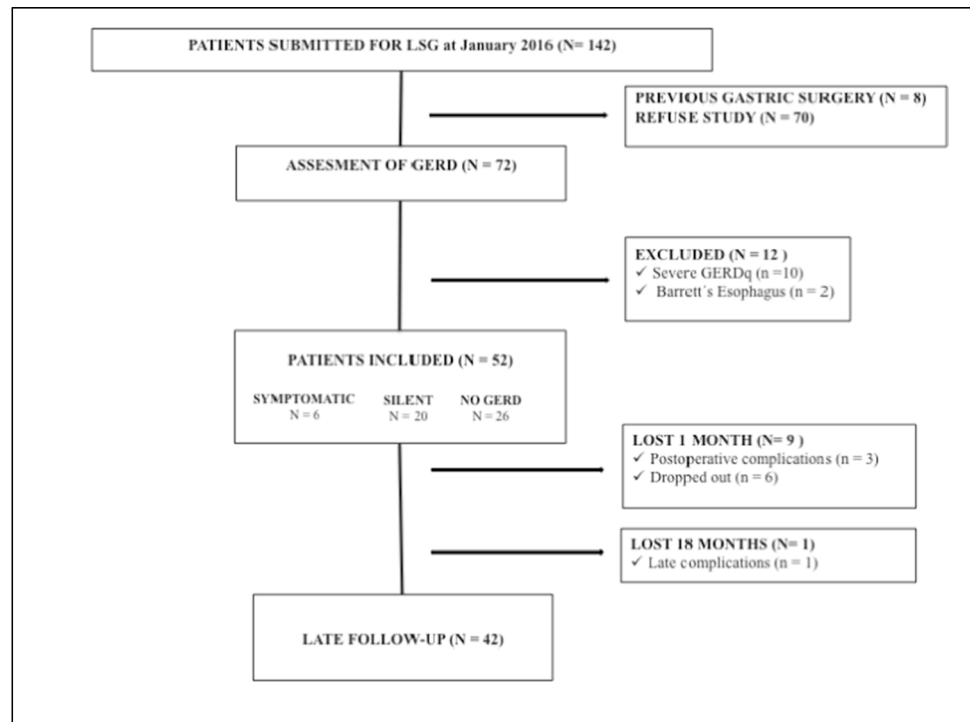 PATIENTS SUBMITTED FOR LSG at January 2016 (N= 142)
PREVIOUS GASTRIC SURGERY (N = 8)
REFUSE STUDY (N = 70)
ASSESMENT OF GERD (N = 72)
EXCLUDED (N = 12 )
✓ Severe GERDq (n =10)
✓ Barrett´s Esophagus (n = 2)
PATIENTS INCLUDED (N = 52)
SYMPTOMATIC SILENT NO GERD
N = 6 N = 20 N = 26
LOST 1 MONTH (N= 9 )
✓ Postoperative complications (n = 3)
✓ Dropped out (n = 6)
LOST 18 MONTHS (N= 1)
✓ Late complications (n = 1)
LATE FOLLOW-UP (N = 42)